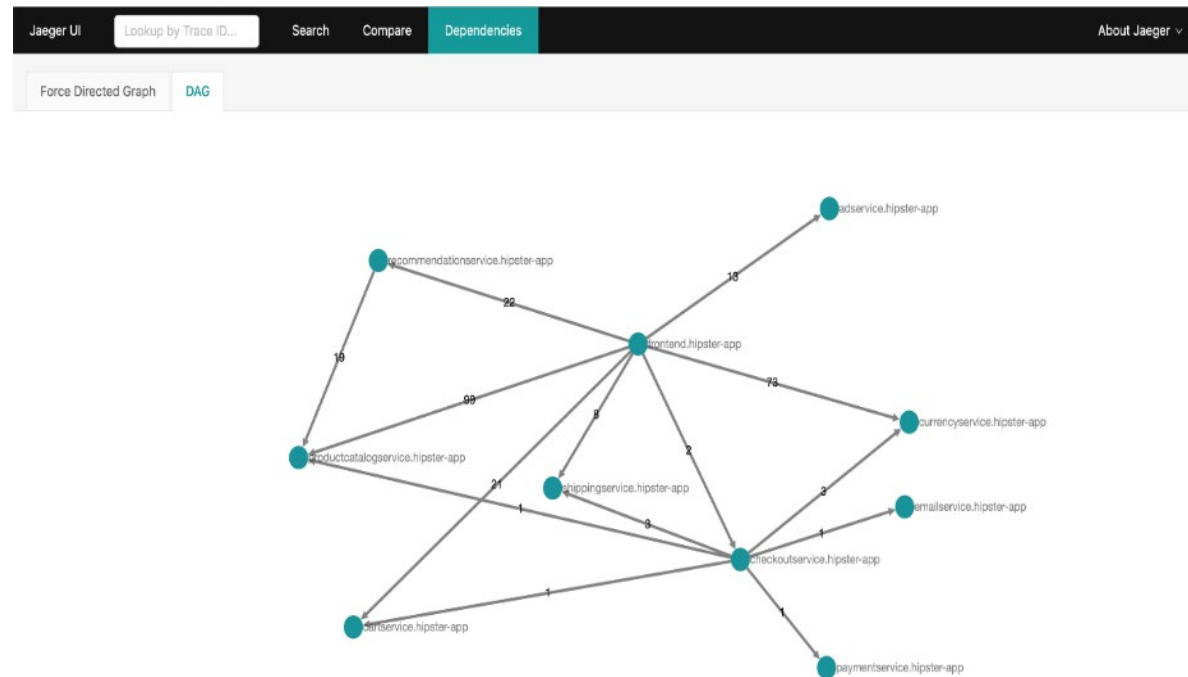 Jaeger UI
Lookup by Trace ID...
Search
Compare
Dependencies
About Jaeger
Force Directed Graph
DAG
adservice.hipster-app
recommendationservice.hipster-app
13
22
frontend.hipster-app
19
73
99
8
currencyservice.hipster-app
2
productcatalogservice.hipster-app
21
shippingservice.hipster-app
3
1
emailservice.hipster-app
3
1
checkoutservice.hipster-app
1
1
cartservice.hipster-app
paymentservice.hipster-app